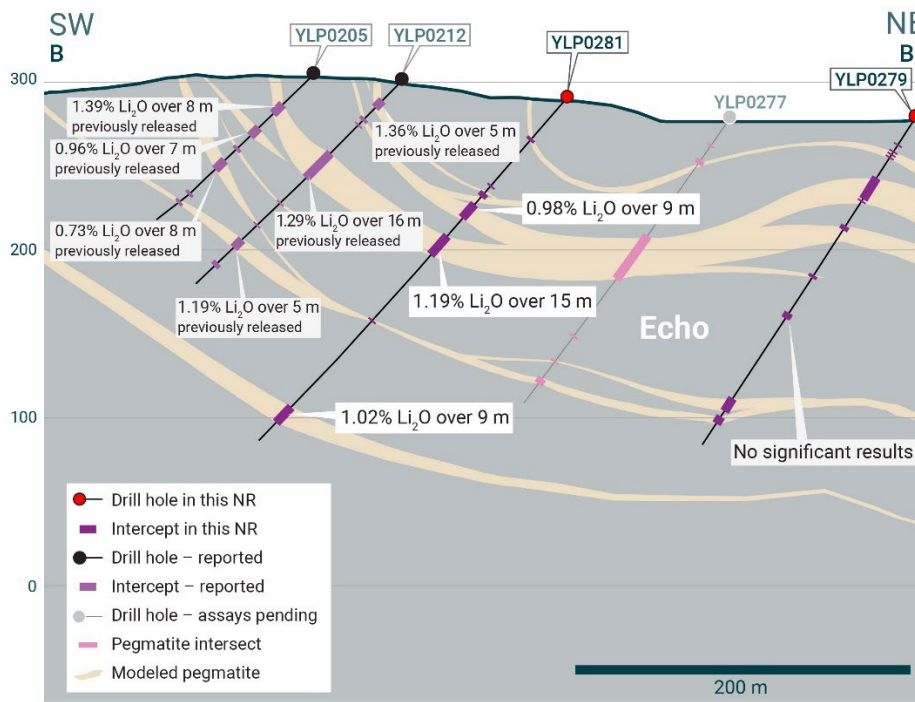 SW
NE
B
B
YLP0205
YLP0212
YLP0281
YLP0277
YLP0279
300
200
100
0
1.39% Li₂O over 8 m
previously released
0.96% Li₂O over 7 m
previously released
0.73% Li₂O over 8 m
previously released
1.36% Li₂O over 5 m
previously released
1.29% Li₂O over 16 m
previously released
1.19% Li₂O over 5 m
previously released
0.98% Li₂O over 9 m
1.19% Li₂O over 15 m
1.02% Li₂O over 9 m
Echo
No significant results
Drill hole in this NR
Intercept in this NR
Drill hole – reported
Intercept – reported
Drill hole – assays pending
Pegmatite intersect
Modeled pegmatite
200 m